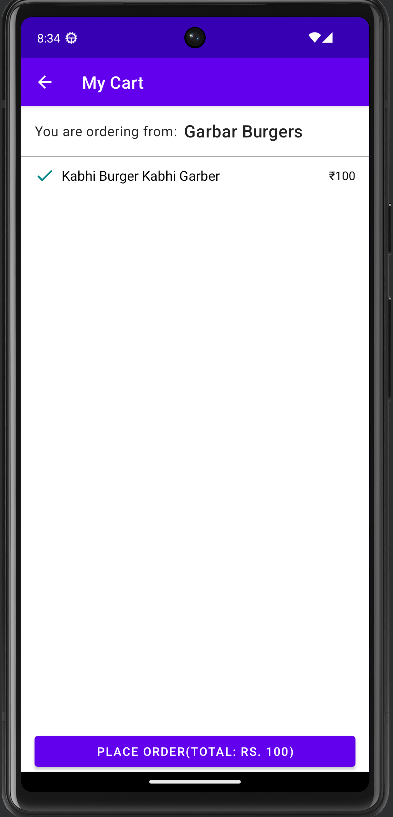 8:34
My Cart
You are ordering from: Garbar Burgers
Kabhi Burger Kabhi Garber ₹100
PLACE ORDER(TOTAL: RS. 100)